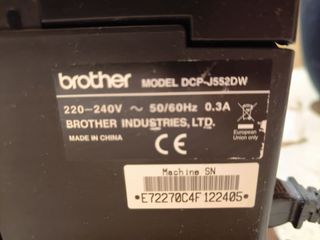 brother MODEL DCP-J552DW
220-240V ~ 50/60Hz 0.3A
BROTHER INDUSTRIES, LTD.
MADE IN CHINA
CE
European
Union only
Machine SN
*E72270C4F122405*